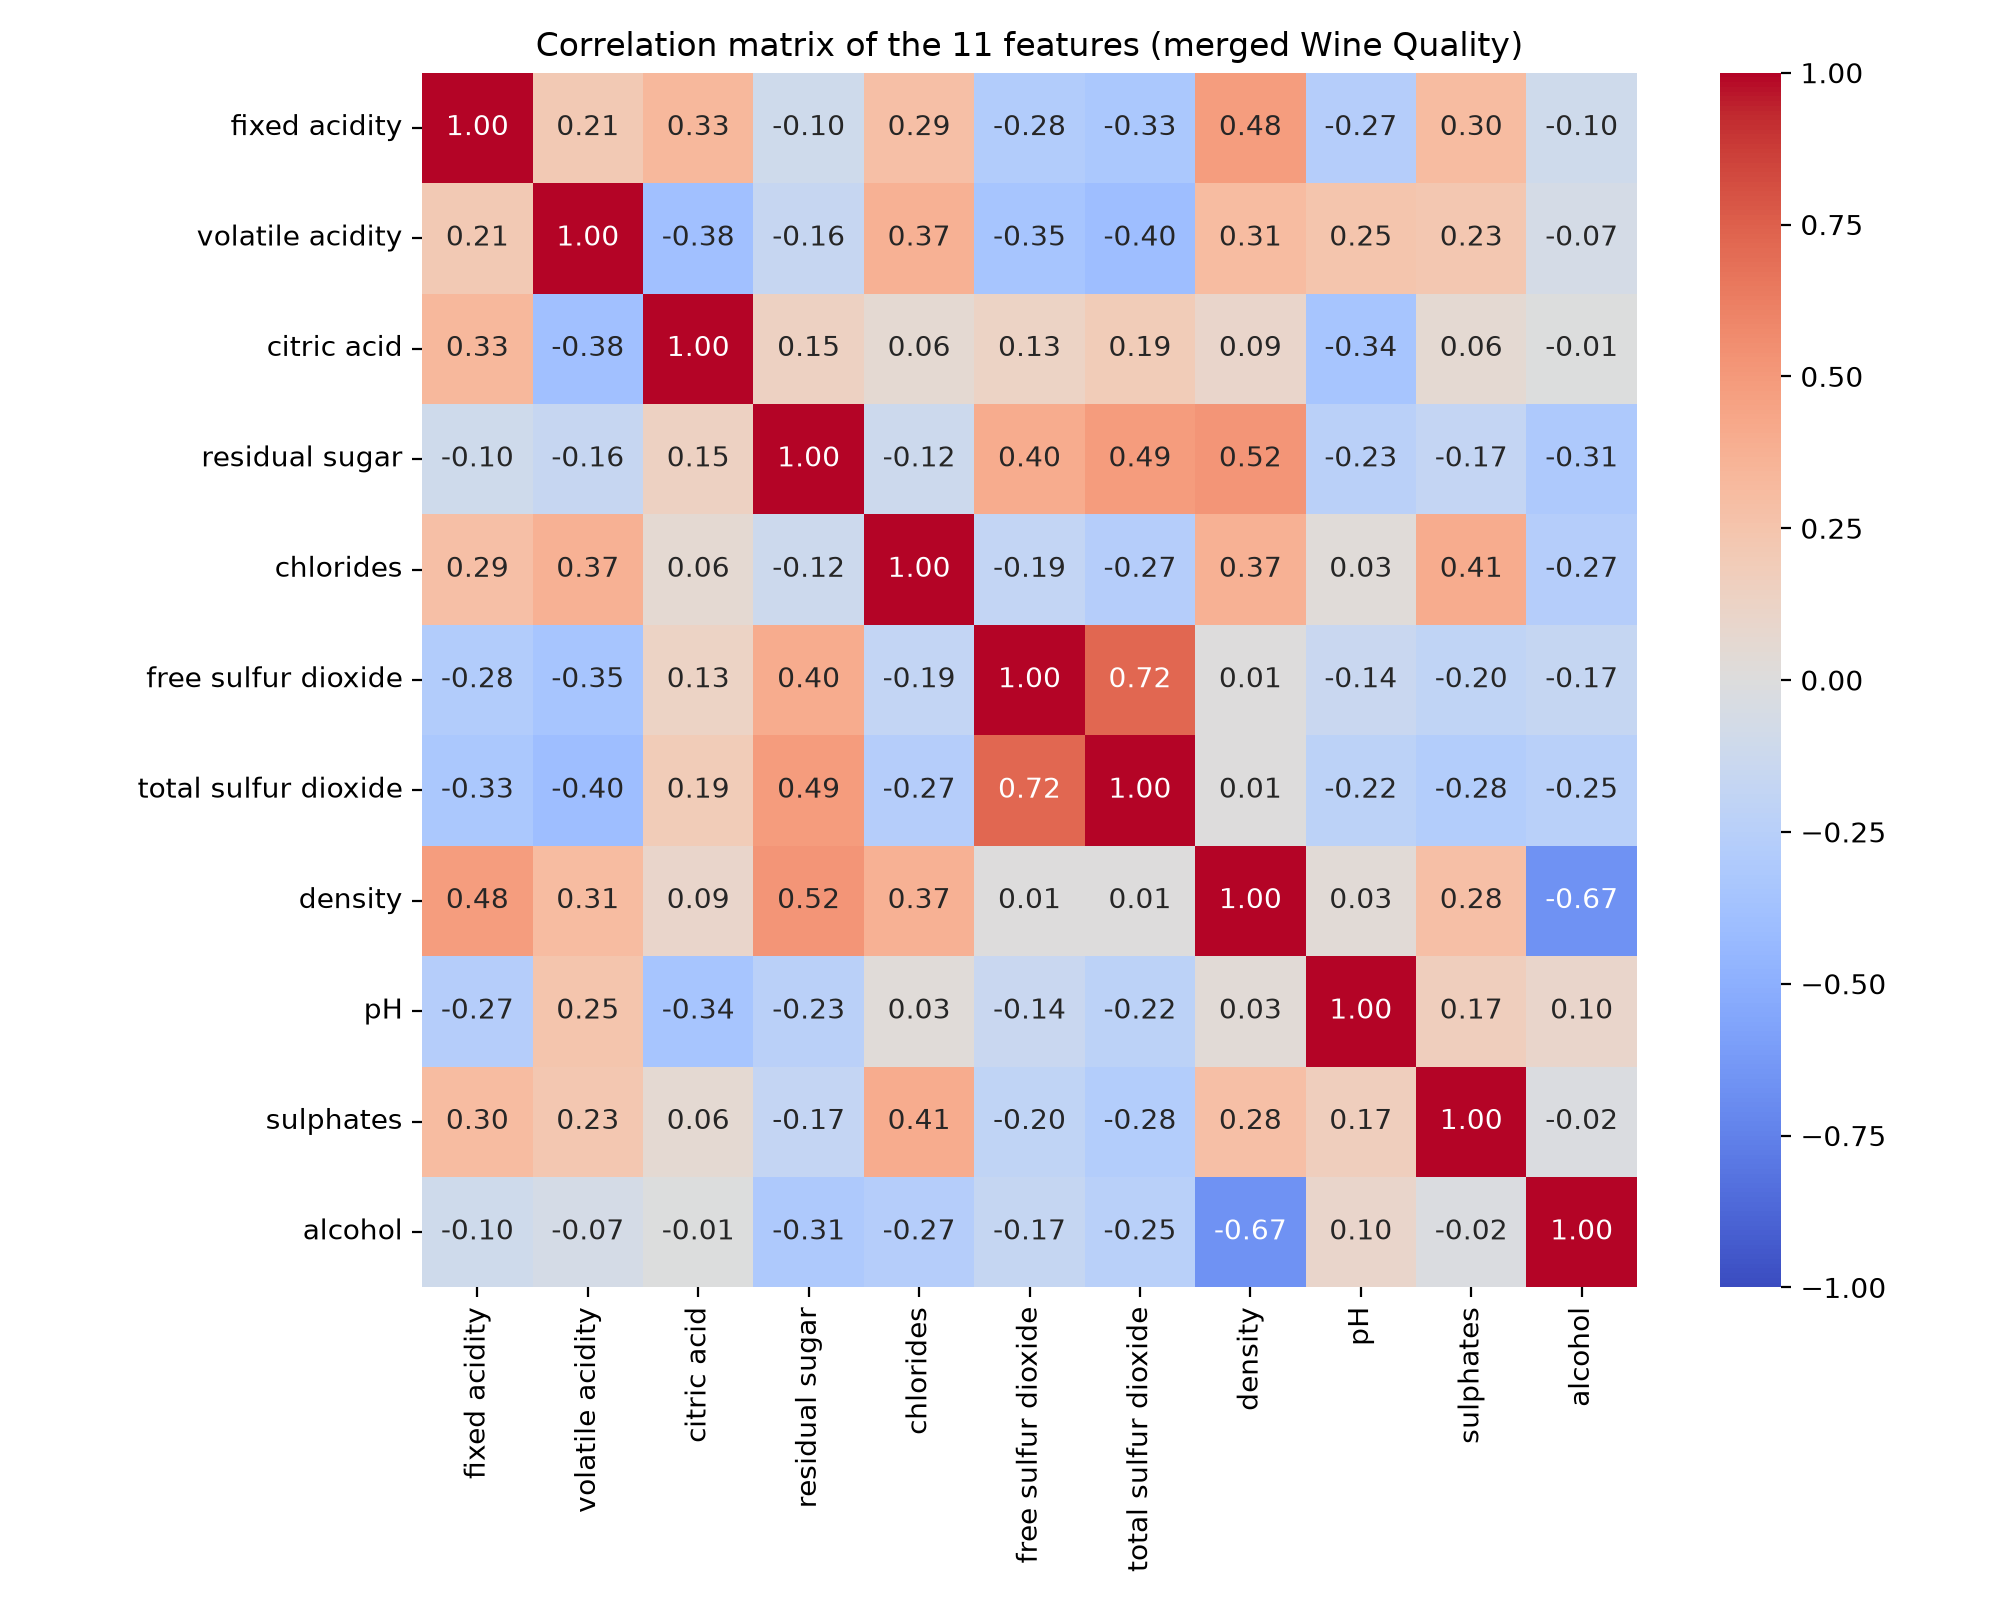 Correlation matrix of the 11 features (merged Wine Quality)
fixed acidity 1.00 0.21 0.33 -0.10 0.29 -0.28 -0.33 0.48 -0.27 0.30 -0.10
volatile acidity 0.21 1.00 -0.38 -0.16 0.37 -0.35 -0.40 0.31 0.25 0.23 -0.07
citric acid 0.33 -0.38 1.00 0.15 0.06 0.13 0.19 0.09 -0.34 0.06 -0.01
residual sugar -0.10 -0.16 0.15 1.00 -0.12 0.40 0.49 0.52 -0.23 -0.17 -0.31
chlorides 0.29 0.37 0.06 -0.12 1.00 -0.19 -0.27 0.37 0.03 0.41 -0.27
free sulfur dioxide -0.28 -0.35 0.13 0.40 -0.19 1.00 0.72 0.01 -0.14 -0.20 -0.17
total sulfur dioxide -0.33 -0.40 0.19 0.49 -0.27 0.72 1.00 0.01 -0.22 -0.28 -0.25
density 0.48 0.31 0.09 0.52 0.37 0.01 0.01 1.00 0.03 0.28 -0.67
pH -0.27 0.25 -0.34 -0.23 0.03 -0.14 -0.22 0.03 1.00 0.17 0.10
sulphates 0.30 0.23 0.06 -0.17 0.41 -0.20 -0.28 0.28 0.17 1.00 -0.02
alcohol -0.10 -0.07 -0.01 -0.31 -0.27 -0.17 -0.25 -0.67 0.10 -0.02 1.00
fixed acidity
volatile acidity
citric acid
residual sugar
chlorides
free sulfur dioxide
total sulfur dioxide
density
pH
sulphates
alcohol
1.00
0.75
0.50
0.25
0.00
−0.25
−0.50
−0.75
−1.00